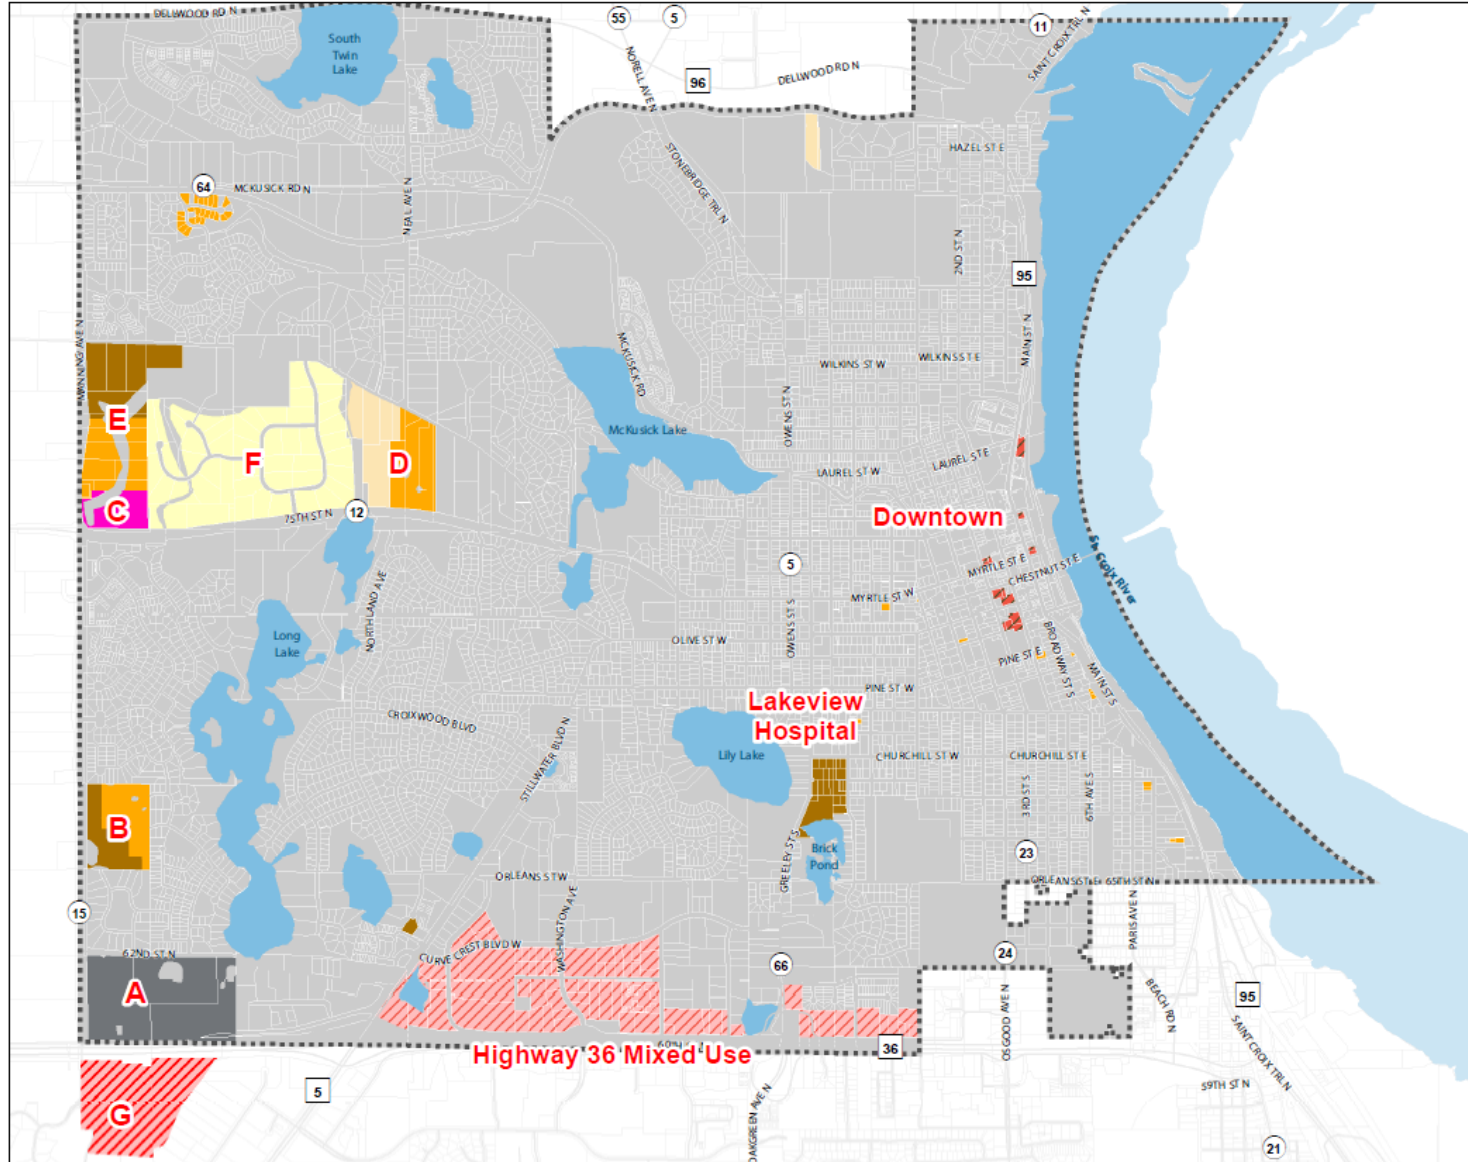 DELLWOOD RD N
55
5
11
SAINT CROIX TRL N
South
Twin
Lake
NORELL AVE N
96
DELLWOOD RD N
HAZEL ST E
STONEBRIDGE TRL N
64
MCKUSICK RD N
NEAL AVE N
2ND ST N
95
MAIN ST N
MANNING AVE N
MCKUSICK RD
WILKINS ST W
WILKINS ST E
E
OWENS ST N
McKusick Lake
F
D
LAUREL ST W
LAUREL ST E
C
12
75TH ST N
Downtown
St. Croix River
5
MYRTLE ST E
CHESTNUT ST E
NORTHLAND AVE
MYRTLE ST W
OWENS ST S
Long
Lake
OLIVE ST W
BROADWAY ST S
PINE ST E
MAIN ST S
PINE ST W
Lakeview
Hospital
CROIXWOOD BLVD
STILLWATER BLVD N
Lily Lake
CHURCHILL ST W
CHURCHILL ST E
3RD ST S
6TH AVE S
B
GREELEY ST S
Brick
Pond
23
ORLEANS ST W
ORLEANS ST E
65TH ST N
WASHINGTON AVE
15
PARIS AVE N
62ND ST N
CURVE CREST BLVD W
24
66
A
95
BEACH RD N
OSGOOD AVE N
SAINT CROIX TRL N
36
60TH ST N
Highway 36 Mixed Use
5
59TH ST N
G
OAKGREEN AVE N
21